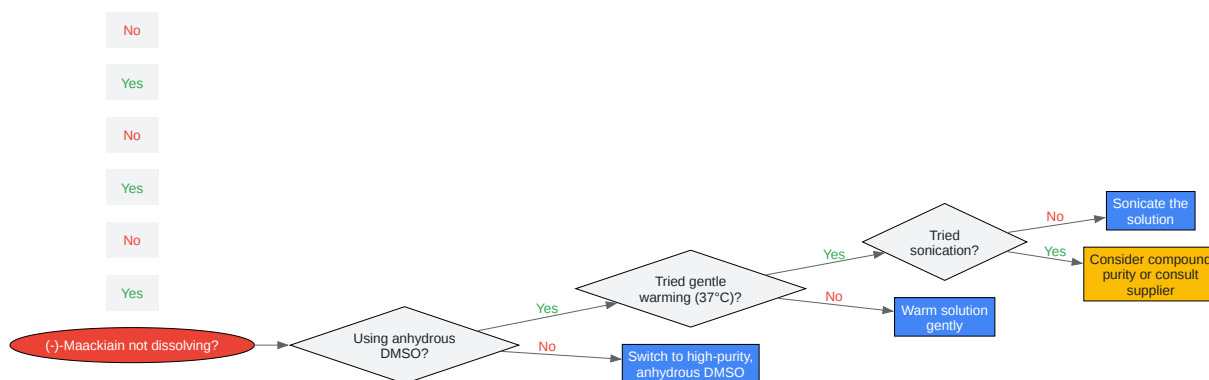 No
Yes
No
Yes
No
Yes
(-)-Maackiain not dissolving?
Using anhydrous
DMSO?
Yes
No
Switch to high-purity,
anhydrous DMSO
Tried gentle
warming (37°C)?
Yes
No
Warm solution
gently
Tried
sonication?
No
Yes
Sonicate the
solution
Consider compound
purity or consult
supplier